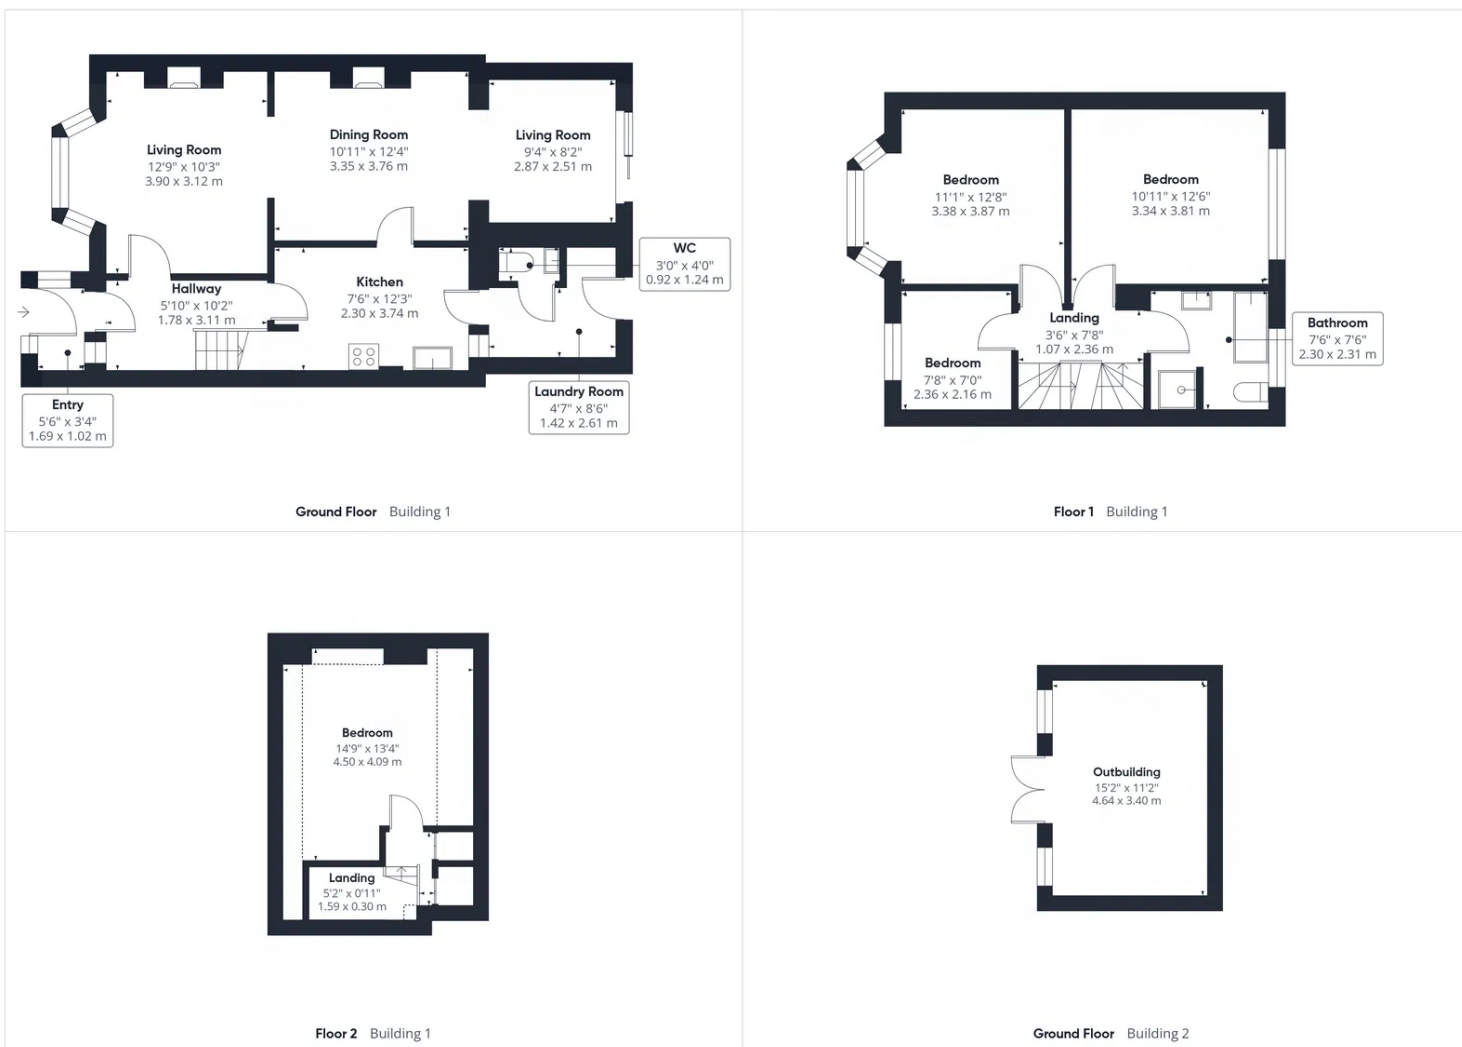 Living Room
12'9" x 10'3"
3.90 x 3.12 m
Dining Room
10'11" x 12'4"
3.35 x 3.76 m
Living Room
9'4" x 8'2"
2.87 x 2.51 m
WC
3'0" x 4'0"
0.92 x 1.24 m
Hallway
5'10" x 10'2"
1.78 x 3.11 m
Kitchen
7'6" x 12'3"
2.30 x 3.74 m
Entry
5'6" x 3'4"
1.69 x 1.02 m
Laundry Room
4'7" x 8'6"
1.42 x 2.61 m
Ground Floor Building 1
Bedroom
11'1" x 12'8"
3.38 x 3.87 m
Bedroom
10'11" x 12'6"
3.34 x 3.81 m
Landing
3'6" x 7'8"
1.07 x 2.36 m
Bathroom
7'6" x 7'6"
2.30 x 2.31 m
Bedroom
7'8" x 7'0"
2.36 x 2.16 m
Floor 1 Building 1
Bedroom
14'9" x 13'4"
4.50 x 4.09 m
Landing
5'2" x 0'11"
1.59 x 0.30 m
Floor 2 Building 1
Outbuilding
15'2" x 11'2"
4.64 x 3.40 m
Ground Floor Building 2